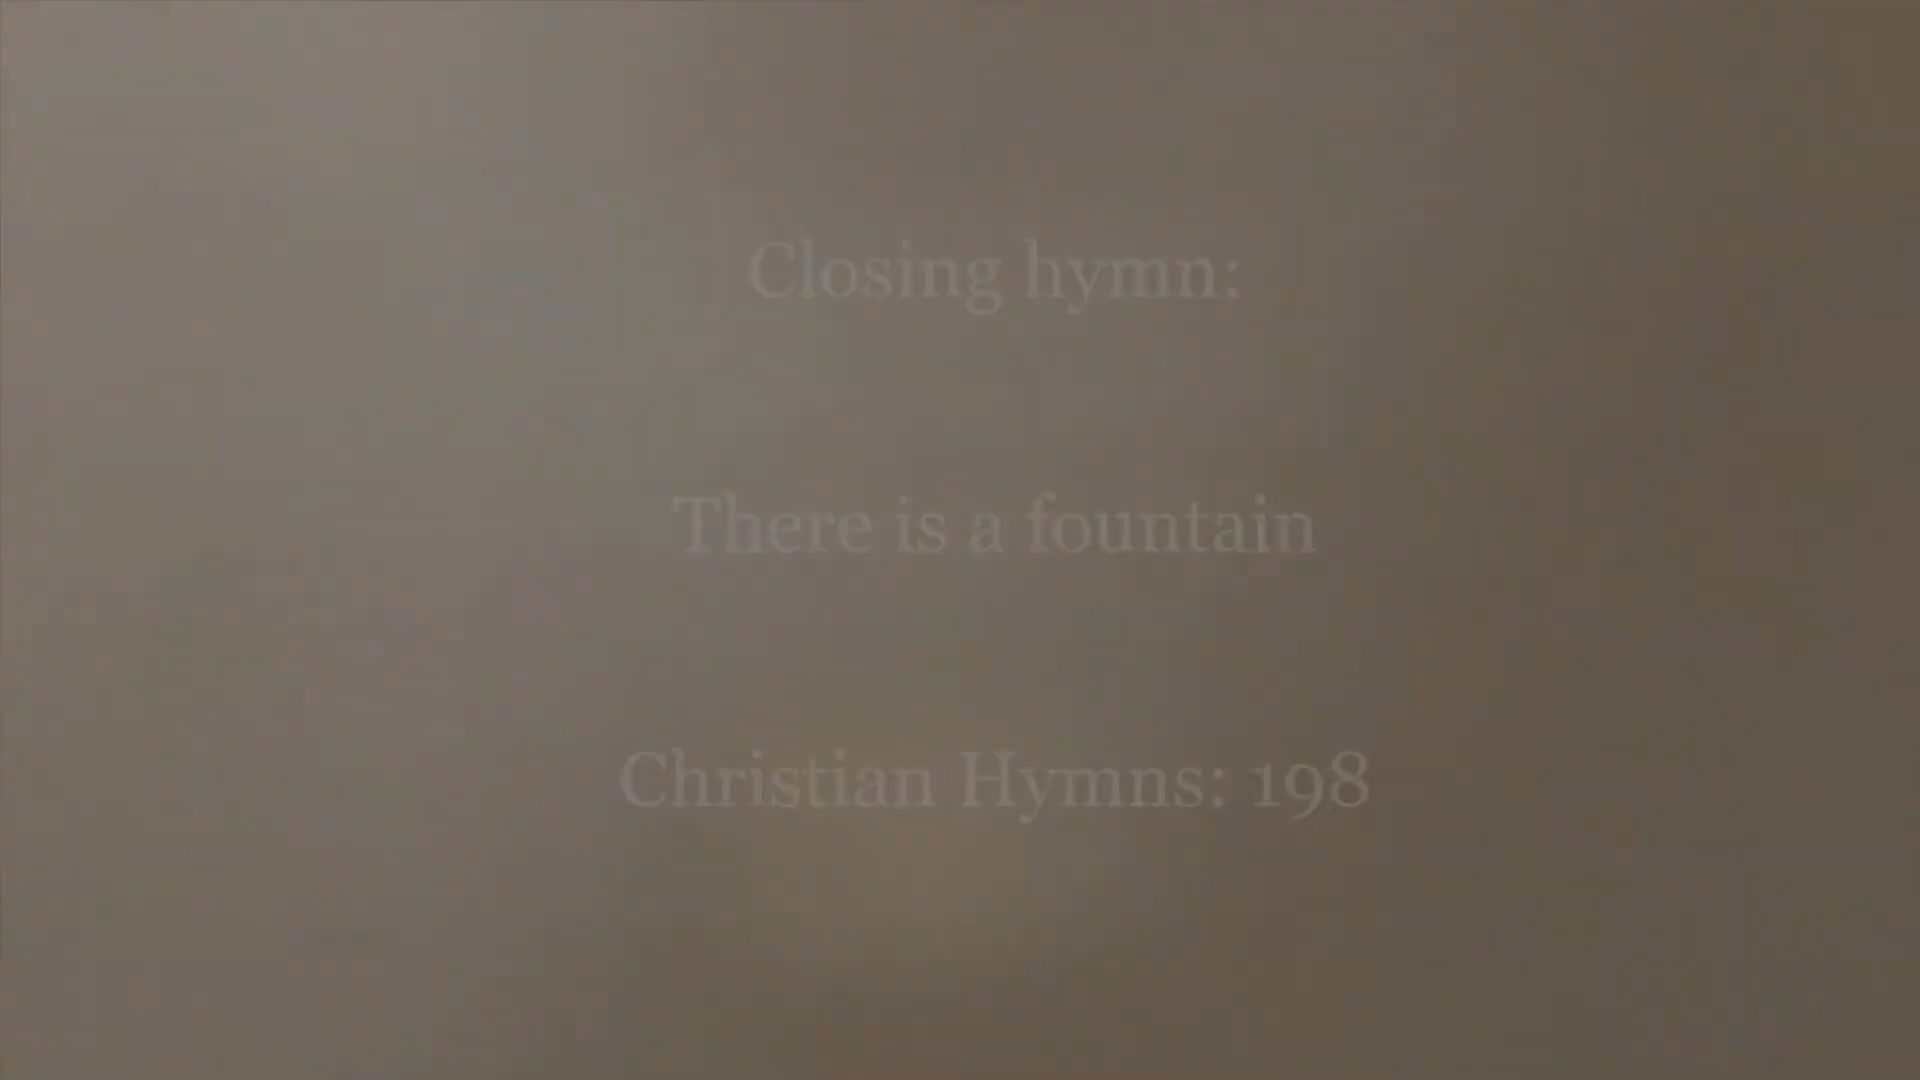 Closing hymn:
There is a fountain
Christian Hymns: 198